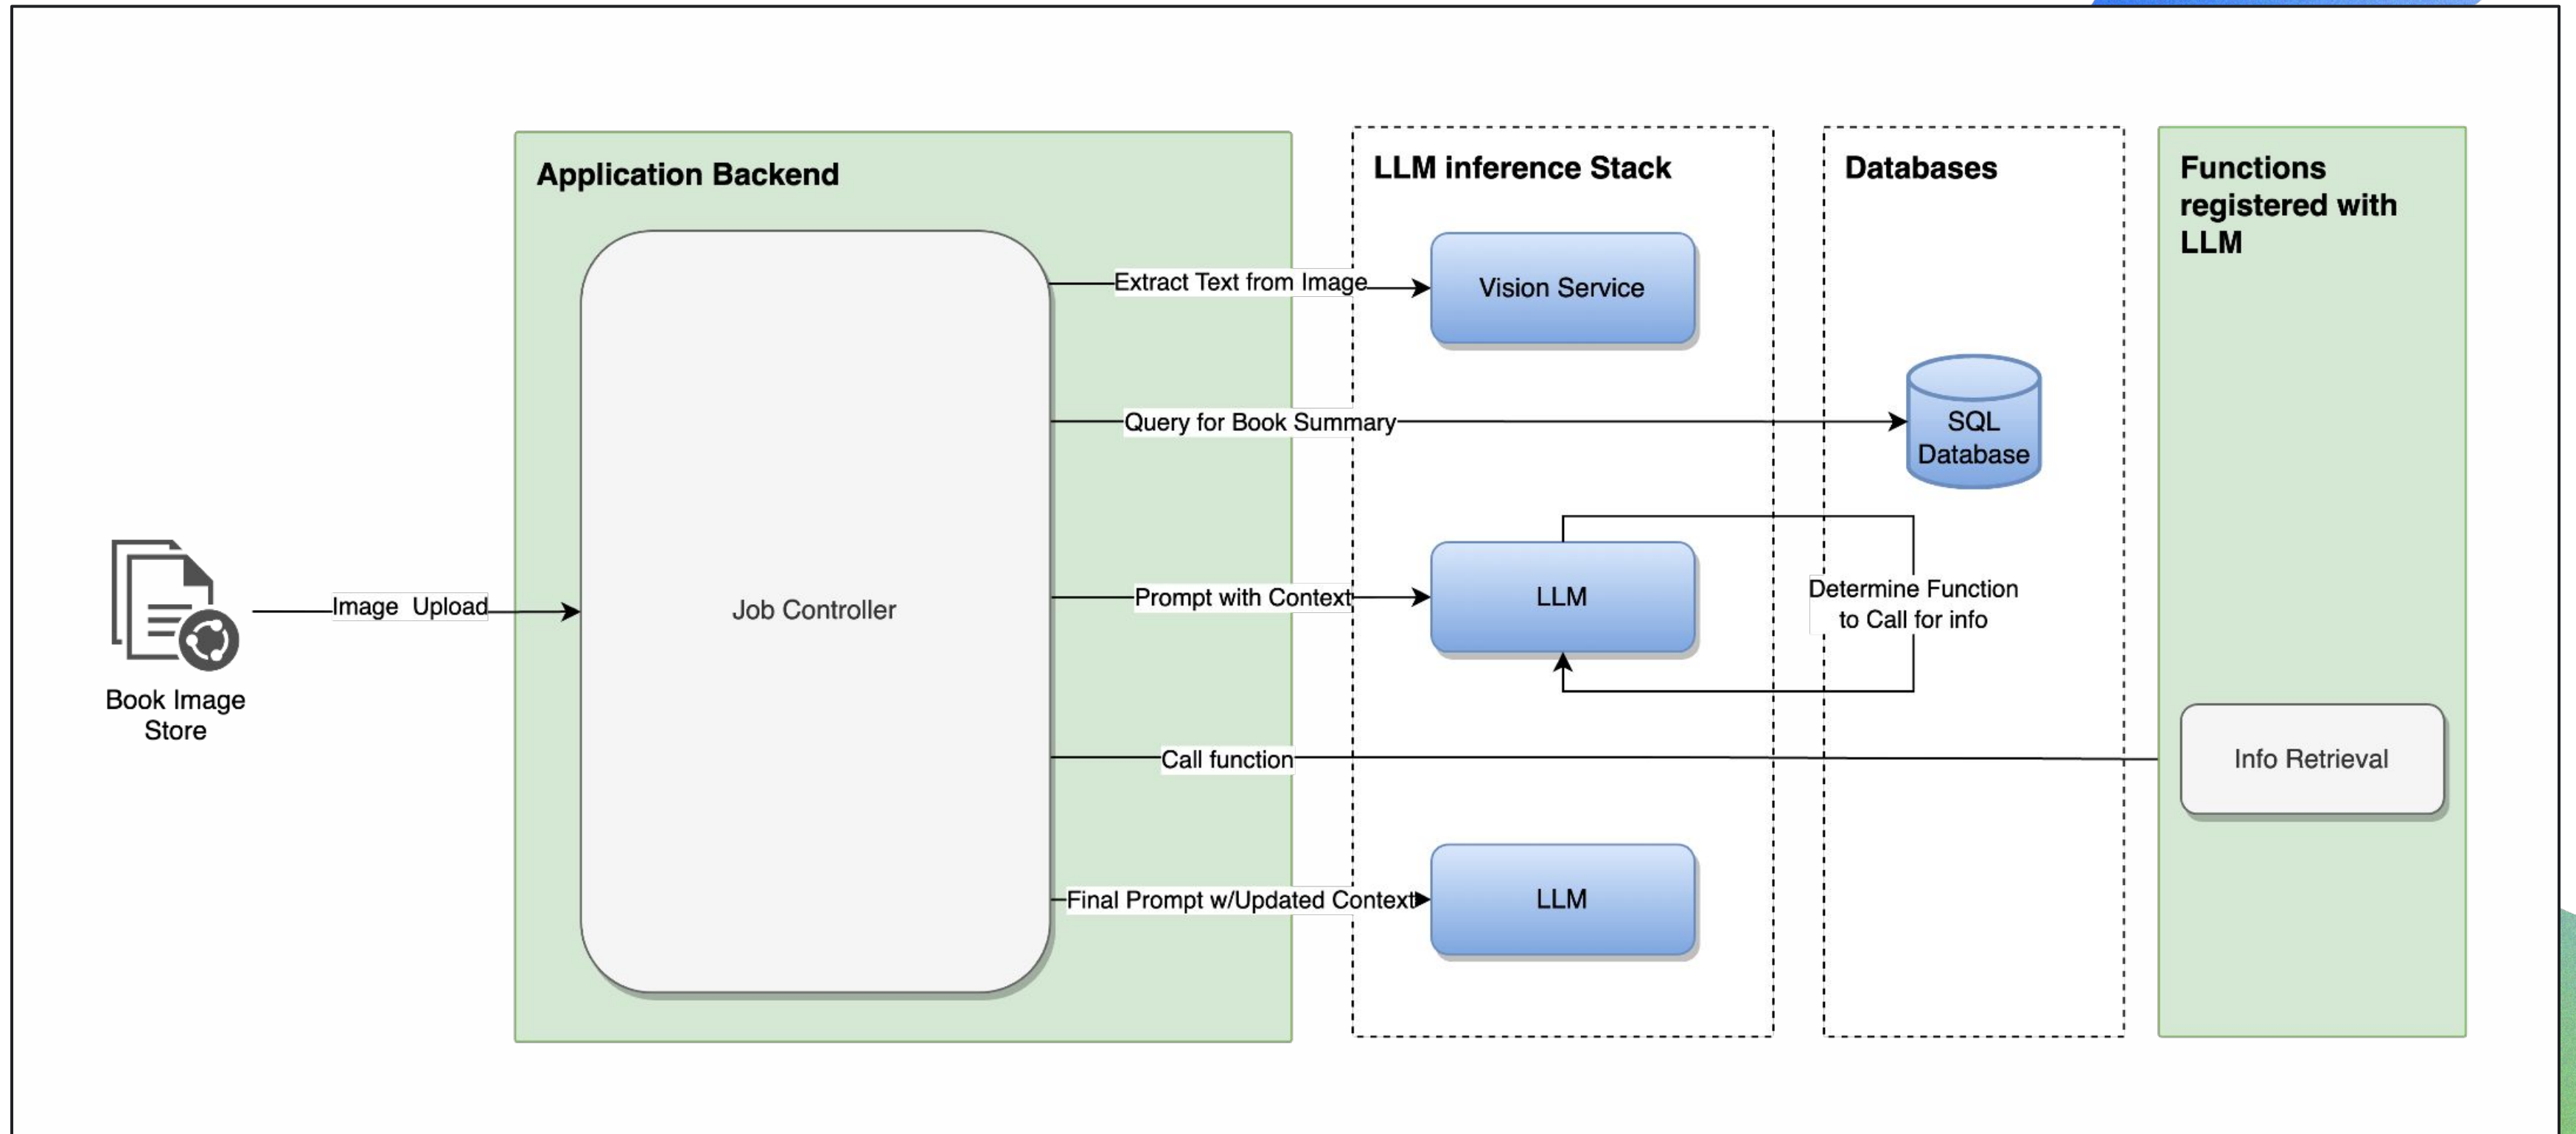 Application Backend
LLM inference Stack
Databases
Functions
registered with
LLM
Extract Text from Image
Vision Service
Query for Book Summary
SQL
Database
Image  Upload
Job Controller
Prompt with Context
LLM
Determine Function
to Call for info
Book Image
Store
Call function
Info Retrieval
Final Prompt w/Updated Context
LLM